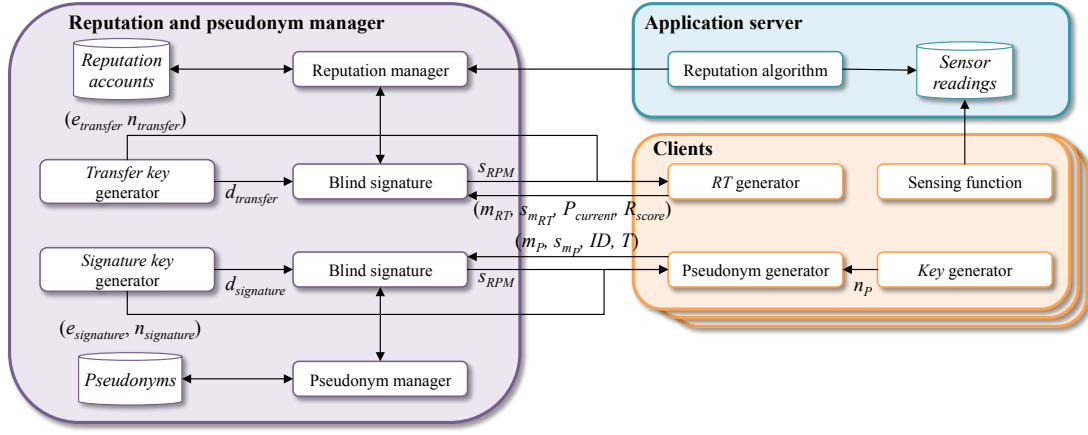 Reputation and pseudonym manager
Reputation
accounts
Reputation manager
(e_transfer n_transfer)
Transfer key
generator
d_transfer
Blind signature
s_RPM
(m_RT, s_m_RT, P_current, R_score)
(m_P, s_m_P, ID, T)
Signature key
generator
d_signature
Blind signature
s_RPM
(e_signature, n_signature)
Pseudonyms
Pseudonym manager
Application server
Reputation algorithm
Sensor
readings
Clients
RT generator
Sensing function
Pseudonym generator
n_P
Key generator